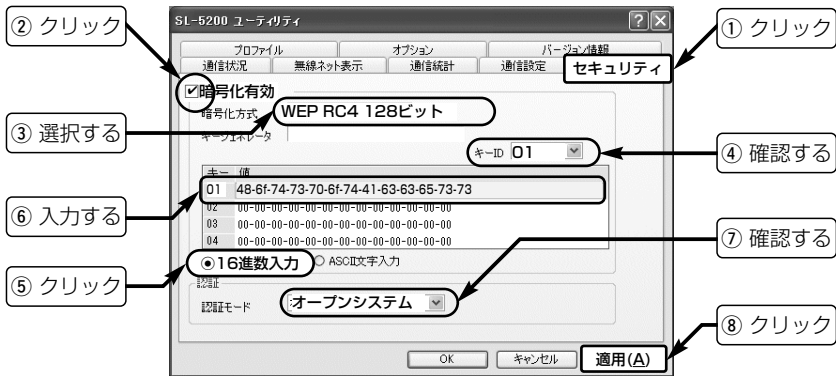 SL-5200 ユーティリティ
② クリック
① クリック
プロファイル オプション バージョン情報
通信状況 無線ネット表示 通信統計 通信設定 セキュリティ
暗号化有効
暗号化方式 WEP RC4 128ビット
③ 選択する
キージェネレータ
キーID 01
④ 確認する
キー 値
01 48-6f-74-73-70-6f-74-41-63-63-65-73-73
⑥ 入力する
02 00-00-00-00-00-00-00-00-00-00-00-00-00
03 00-00-00-00-00-00-00-00-00-00-00-00-00
04 00-00-00-00-00-00-00-00-00-00-00-00-00
⑦ 確認する
16進数入力 ASCII文字入力
⑤ クリック
認証
認証モード オープンシステム
⑧ クリック
OK キャンセル 適用(A)